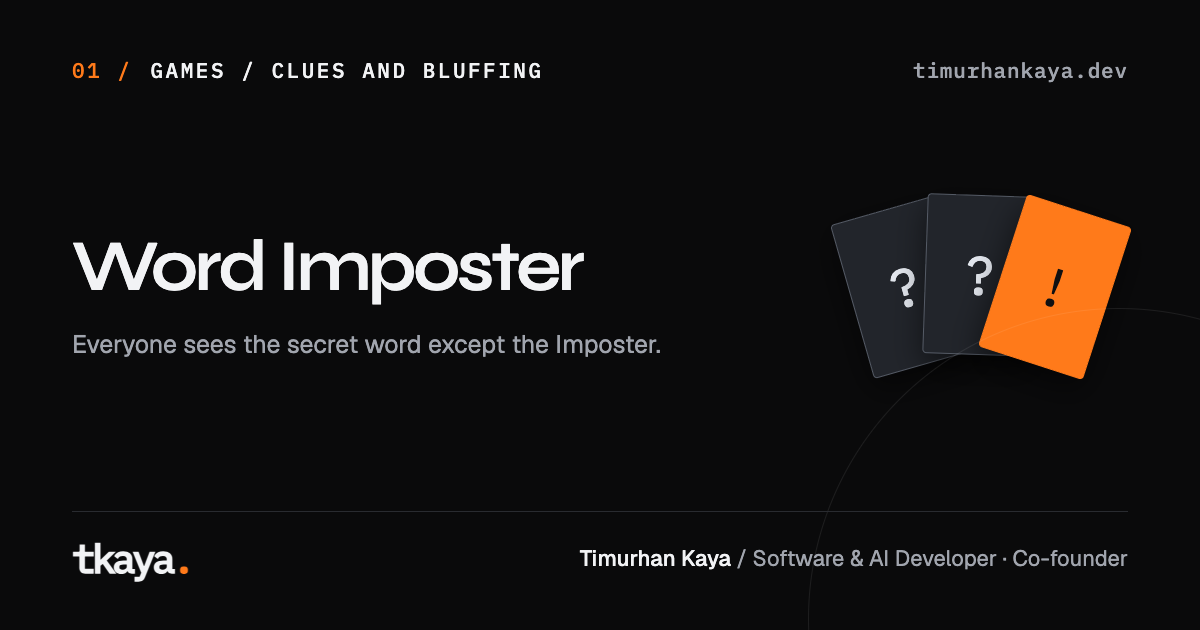 01 / GAMES / CLUES AND BLUFFING
timurhankaya.dev
Word Imposter
Everyone sees the secret word except the Imposter.
? ? !
tkaya.
Timurhan Kaya / Software & AI Developer · Co-founder